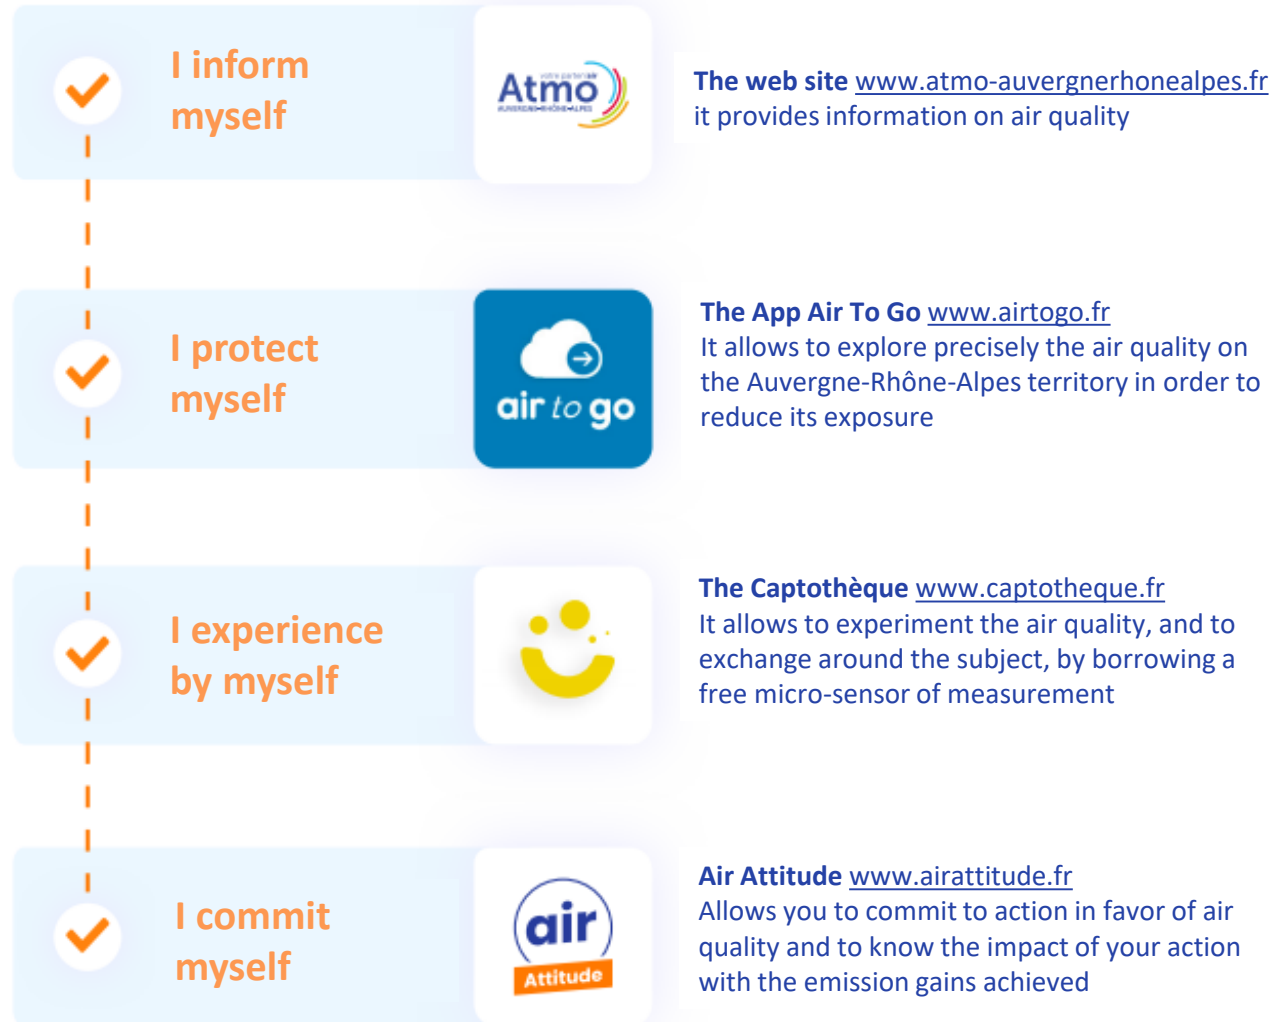 I inform
myself
votre partenair
Atmo
AUVERGNE-RHÔNE-ALPES
The web site www.atmo-auvergnerhonealpes.fr
it provides information on air quality
I protect
myself
air to go
The App Air To Go www.airtogo.fr
It allows to explore precisely the air quality on
the Auvergne-Rhône-Alpes territory in order to
reduce its exposure
I experience
by myself
The Captothèque www.captotheque.fr
It allows to experiment the air quality, and to
exchange around the subject, by borrowing a
free micro-sensor of measurement
I commit
myself
air
Attitude
Air Attitude www.airattitude.fr
Allows you to commit to action in favor of air
quality and to know the impact of your action
with the emission gains achieved